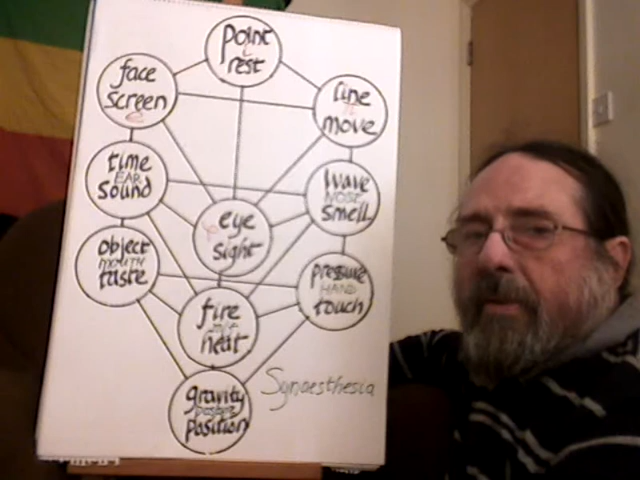 point
rest
face
screen
line
move
time
EAR
sound
wave
NOSE
smell
eye
sight
object
MOUTH
taste
pressure
HAND
touch
fire
heat
gravity
position
Synaesthesia